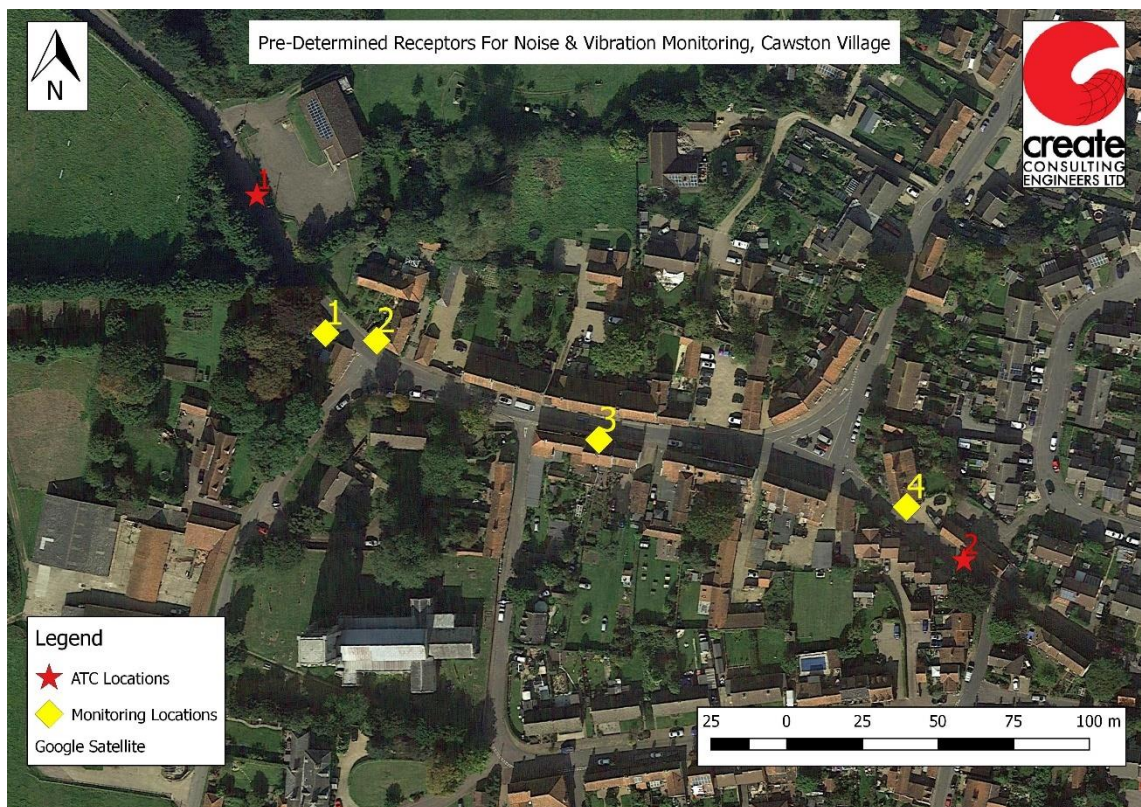 Pre-Determined Receptors For Noise & Vibration Monitoring, Cawston Village
N
create
CONSULTING
ENGINEERS LTD
1
1
2
3
4
2
Legend
ATC Locations
Monitoring Locations
Google Satellite
25 0 25 50 75 100 m